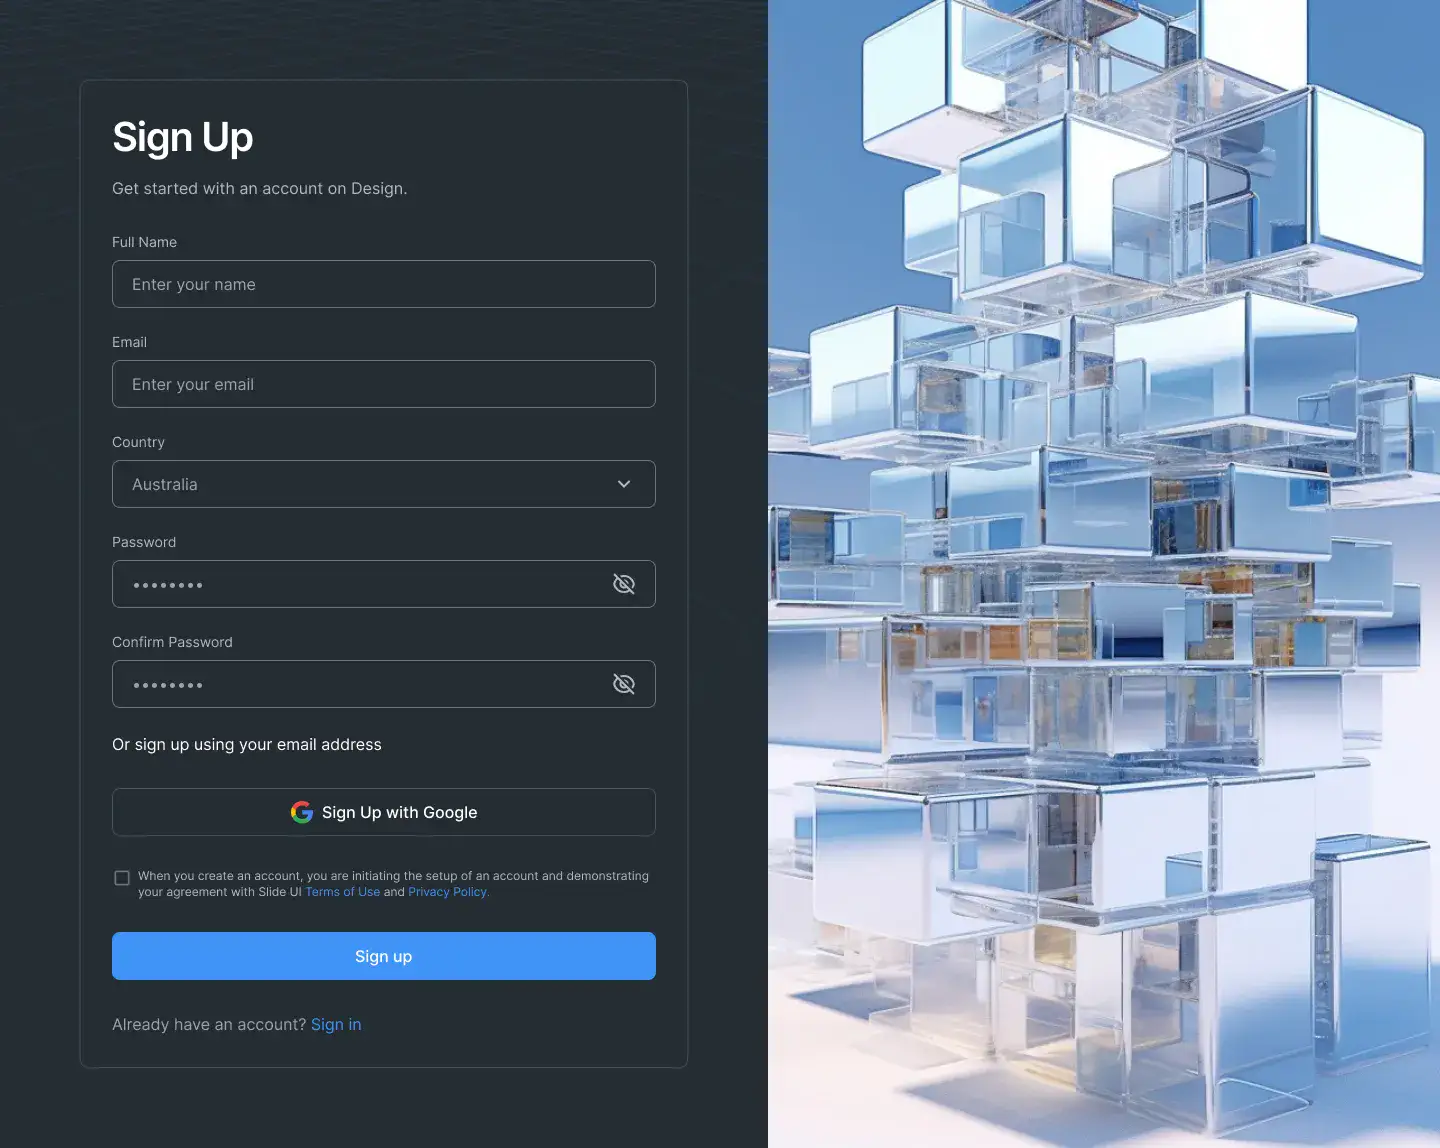 Sign Up
Get started with an account on Design.
Full Name
Enter your name
Email
Enter your email
Country
Australia
Password
••••••••
Confirm Password
••••••••
Or sign up using your email address
Sign Up with Google
When you create an account, you are initiating the setup of an account and demonstrating
your agreement with Slide UI Terms of Use and Privacy Policy.
Sign up
Already have an account? Sign in